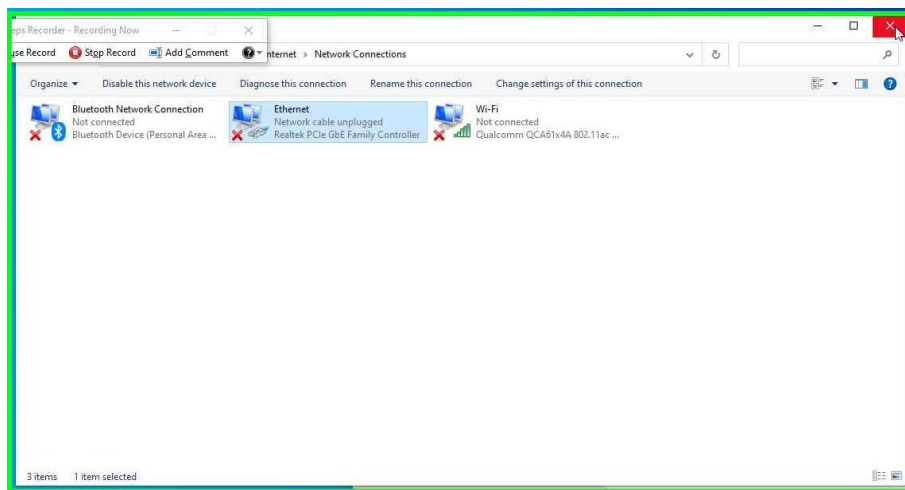 eps Recorder - Recording Now
use Record Stop Record Add Comment
nternet > Network Connections
Organize Disable this network device Diagnose this connection Rename this connection Change settings of this connection
Bluetooth Network Connection
Not connected
Bluetooth Device (Personal Area ...
Ethernet
Network cable unplugged
Realtek PCIe GbE Family Controller
Wi-Fi
Not connected
Qualcomm QCA61x4A 802.11ac ...
3 items 1 item selected